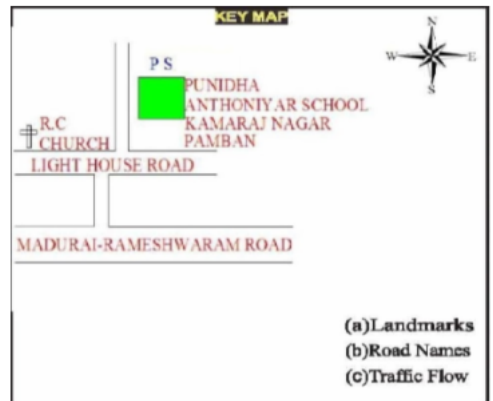 KEY MAP
N
W
E
S
P S
PUNIDHA
ANTHONIYAR SCHOOL
KAMARAJ NAGAR
PAMBAN
R.C
CHURCH
LIGHT HOUSE ROAD
MADURAI-RAMESHWARAM ROAD
(a)Landmarks
(b)Road Names
(c)Traffic Flow